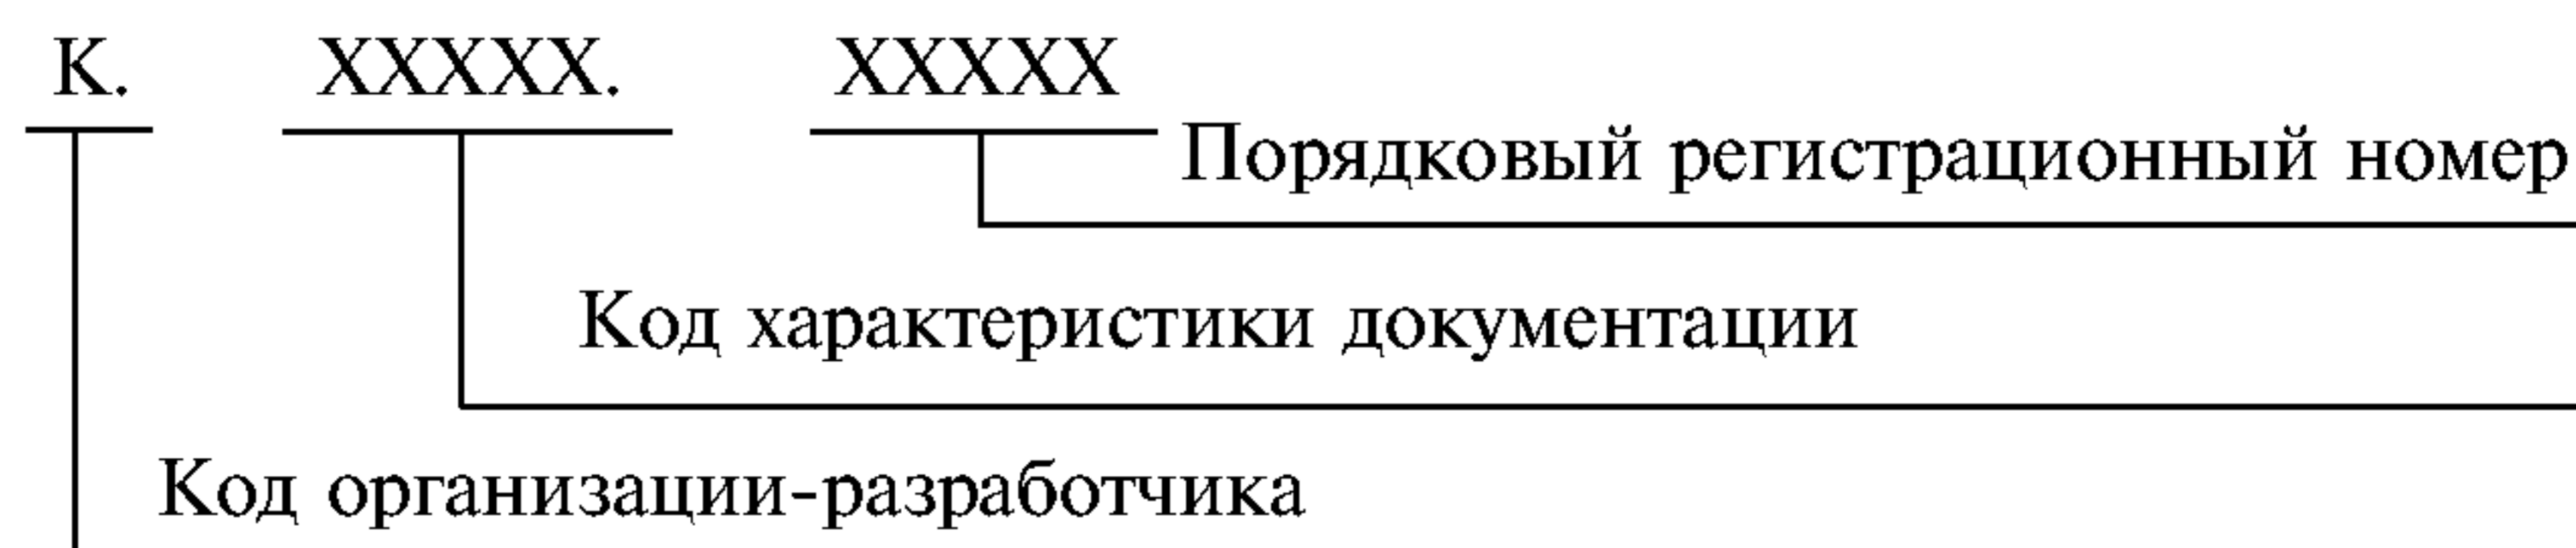 К. XXXXX. XXXXX
Порядковый регистрационный номер
Код характеристики документации
Код организации-разработчика